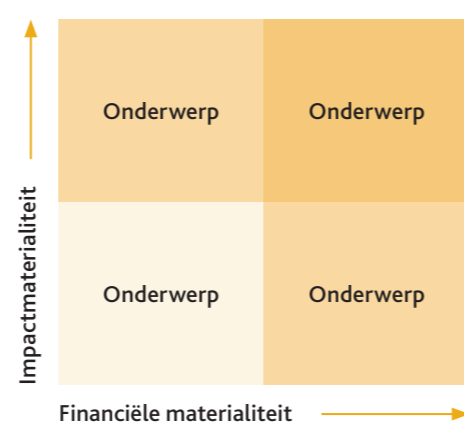 Onderwerp Onderwerp
Onderwerp Onderwerp
Impactmaterialiteit
Financiële materialiteit